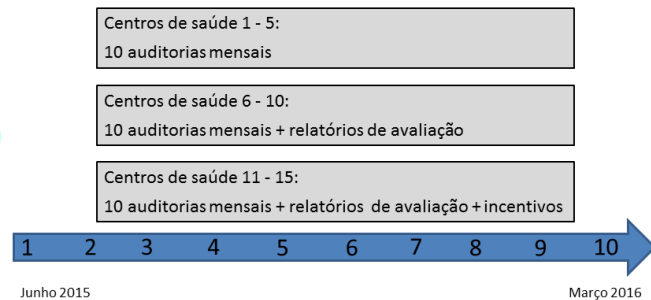 Centros de saúde 1 - 5:
10 auditorias mensais
Centros de saúde 6 - 10:
10 auditorias mensais + relatórios de avaliação
Centros de saúde 11 - 15:
10 auditorias mensais + relatórios de avaliação + incentivos
1 2 3 4 5 6 7 8 9 10
Junho 2015 Março 2016